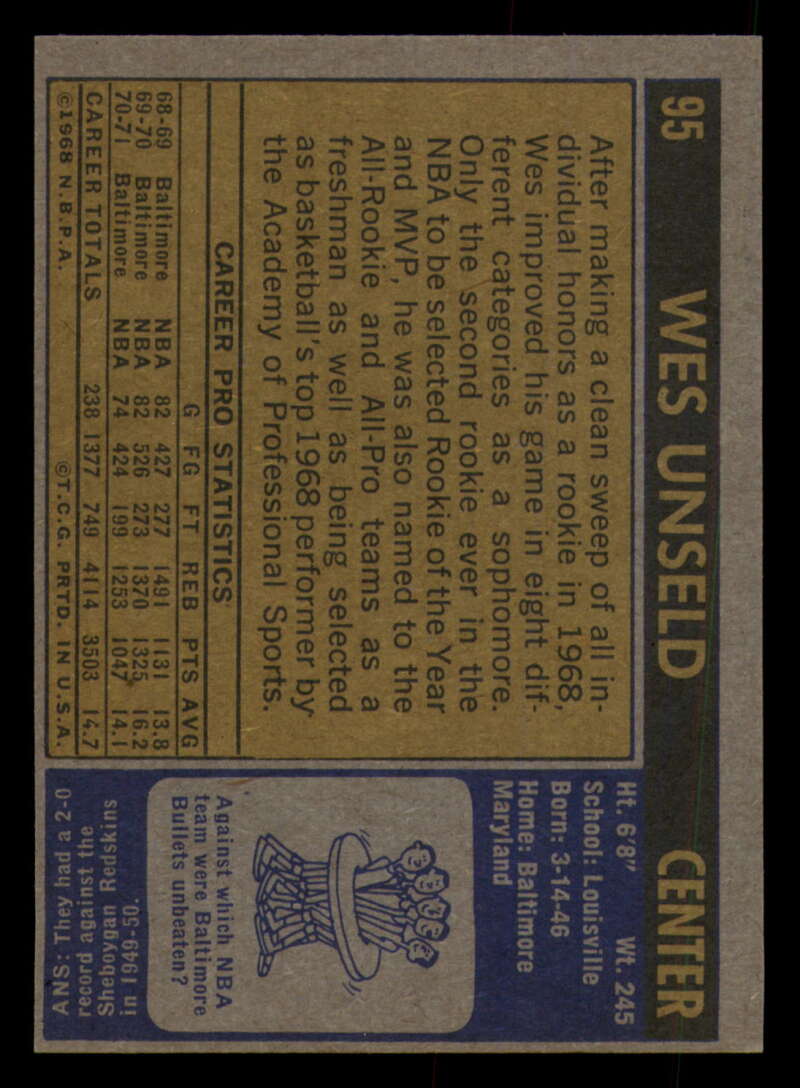 95 WES UNSELD CENTER
After making a clean sweep of all in-
dividual honors as a rookie in 1968,
Wes improved his game in eight dif-
ferent categories as a sophomore.
Only the second rookie ever in the
NBA to be selected Rookie of the Year
and MVP, he was also named to the
All-Rookie and All-Pro teams as a
freshman as well as being selected
as basketball's top 1968 performer by
the Academy of Professional Sports.
CAREER PRO STATISTICS
G FG FT REB PTS AVG
68-69 Baltimore NBA 82 427 277 1491 1131 13.8
69-70 Baltimore NBA 82 526 273 1370 1325 16.2
70-71 Baltimore NBA 74 424 199 1253 1047 14.1
CAREER TOTALS 238 1377 749 4114 3503 14.7
©1968 N.B.P.A. ©T.C.G. PRTD. IN U.S.A.
Ht. 6'8" Wt. 245
School: Louisville
Born: 3-14-46
Home: Baltimore
Maryland
Against which NBA
team were Baltimore
Bullets unbeaten?
ANS: They had a 2-0
record against the
Sheboygan Redskins
in 1949-50.